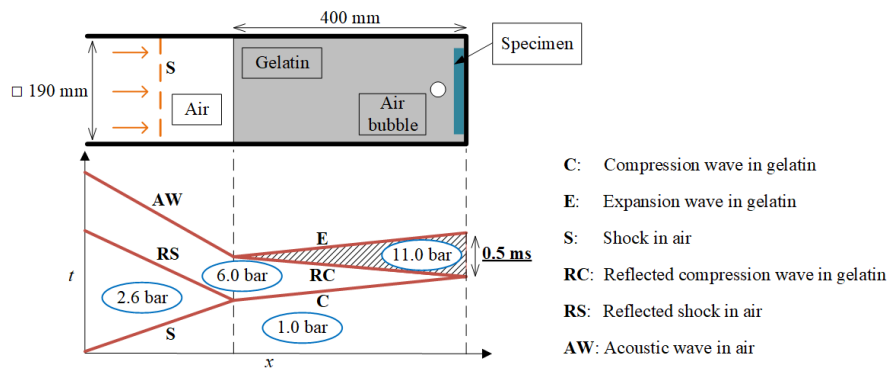 400 mm
Specimen
Gelatin
S
□ 190 mm
Air
Air
bubble
AW
E
11.0 bar
0.5 ms
RS
6.0 bar
RC
t
2.6 bar
C
1.0 bar
S
x
C: Compression wave in gelatin
E: Expansion wave in gelatin
S: Shock in air
RC: Reflected compression wave in gelatin
RS: Reflected shock in air
AW: Acoustic wave in air